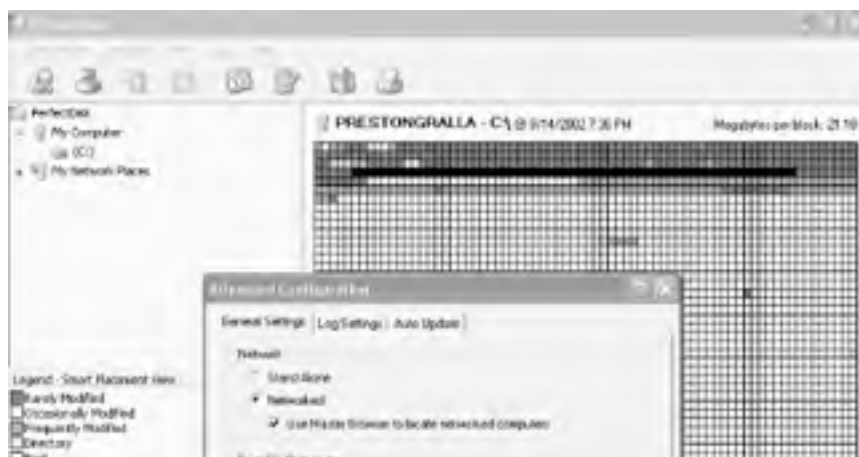 PerfectDisk
My Computer
(C:)
My Network Places
PRESTONGRALLA - C:\ @ 9/14/2002 7:36 PM
Megabytes per block: 21.10
Advanced Configuration
General Settings
Log Settings
Auto Update
Network
Stand Alone
Networked
Use Master Browser to locate networked computers
Legend - Smart Placement View
Rarely Modified
Occasionally Modified
Frequently Modified
Directory